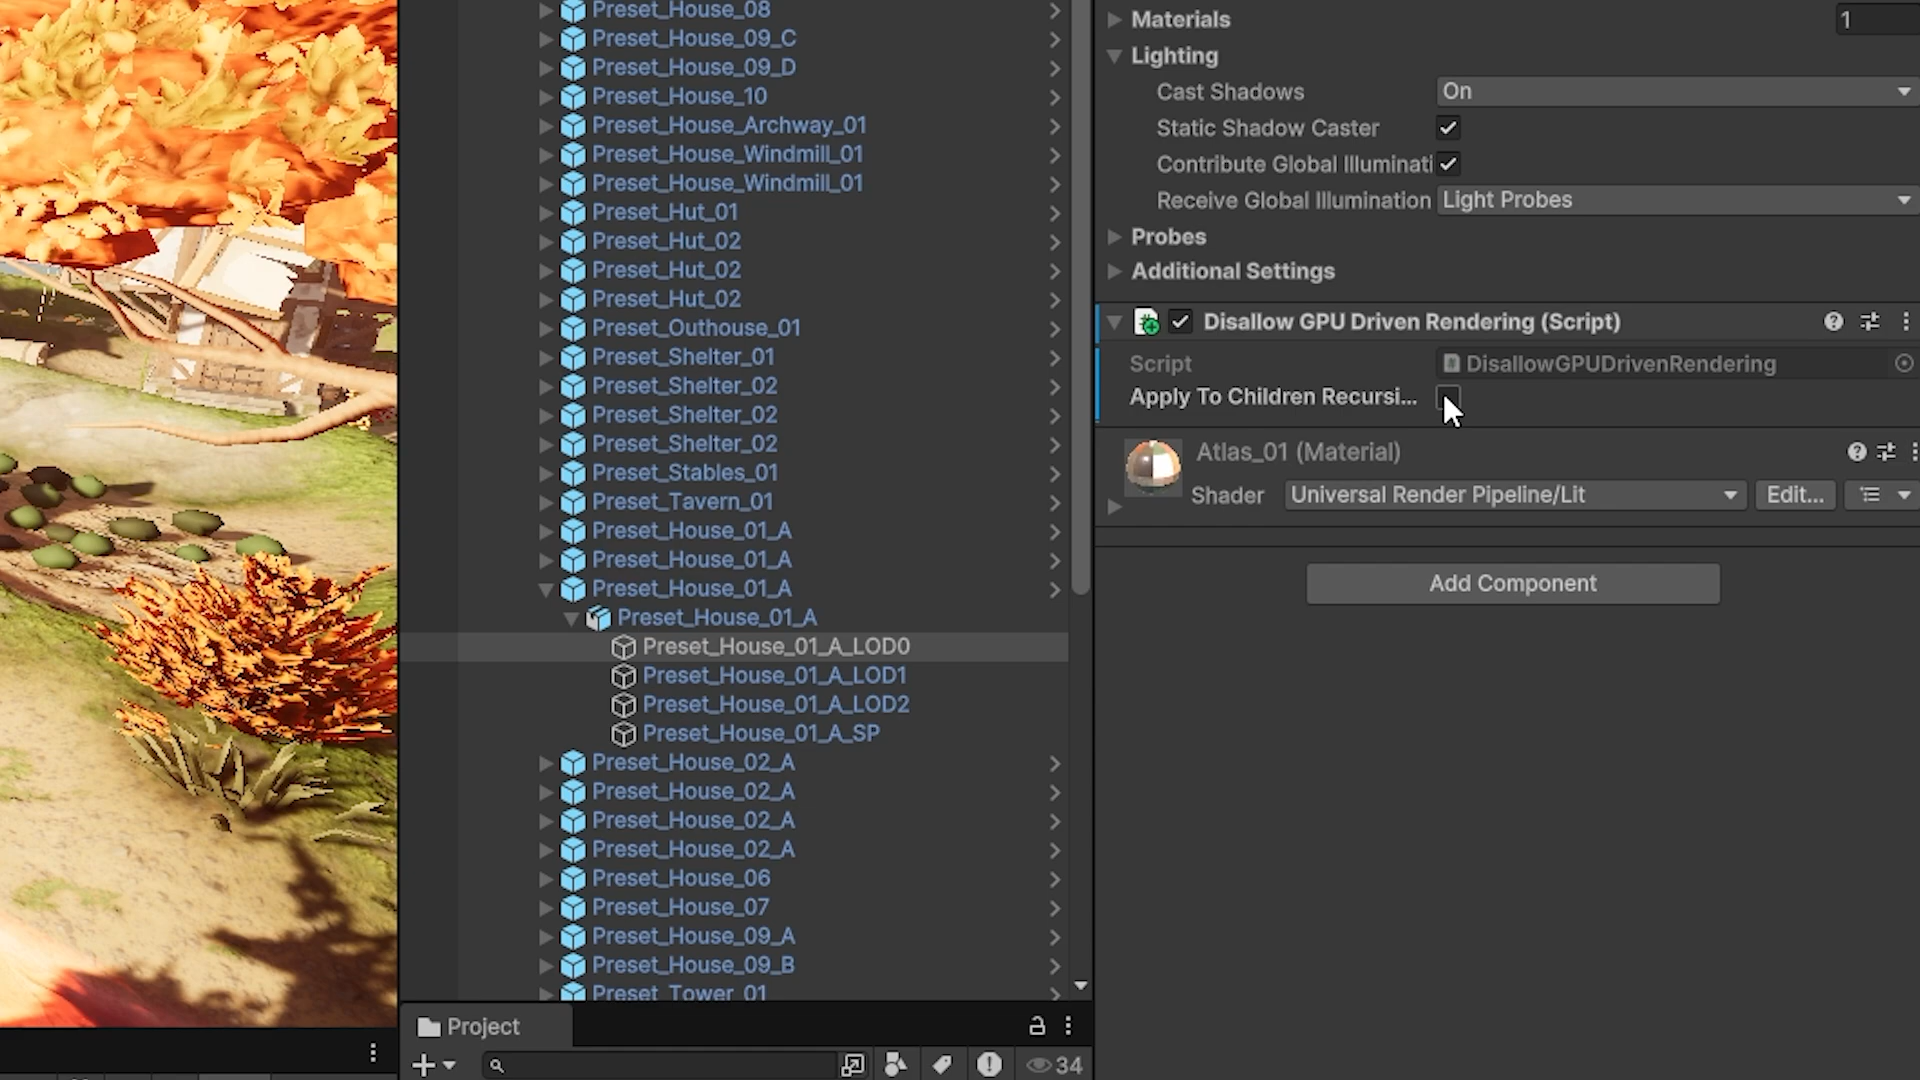 Preset_House_08
Preset_House_09_C
Preset_House_09_D
Preset_House_10
Preset_House_Archway_01
Preset_House_Windmill_01
Preset_House_Windmill_01
Preset_Hut_01
Preset_Hut_02
Preset_Hut_02
Preset_Hut_02
Preset_Outhouse_01
Preset_Shelter_01
Preset_Shelter_02
Preset_Shelter_02
Preset_Shelter_02
Preset_Stables_01
Preset_Tavern_01
Preset_House_01_A
Preset_House_01_A
Preset_House_01_A
Preset_House_01_A
Preset_House_01_A_LOD0
Preset_House_01_A_LOD1
Preset_House_01_A_LOD2
Preset_House_01_A_SP
Preset_House_02_A
Preset_House_02_A
Preset_House_02_A
Preset_House_02_A
Preset_House_06
Preset_House_07
Preset_House_09_A
Preset_House_09_B
Preset_Tower_01
Project
34
Materials 1
Lighting
Cast Shadows On
Static Shadow Caster
Contribute Global Illuminati
Receive Global Illumination Light Probes
Probes
Additional Settings
Disallow GPU Driven Rendering (Script)
Script DisallowGPUDrivenRendering
Apply To Children Recursi...
Atlas_01 (Material)
Shader Universal Render Pipeline/Lit Edit...
Add Component